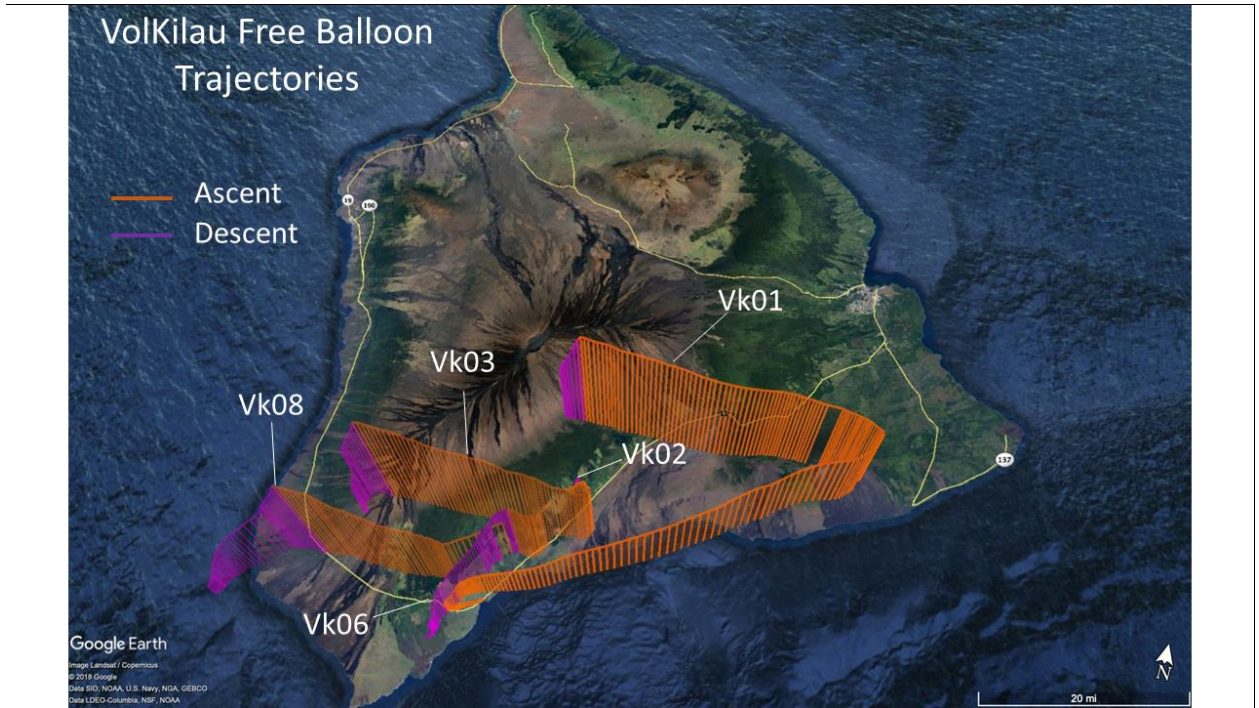 VolKilau Free Balloon
Trajectories
Ascent
Descent
19
190
Vk01
Vk03
Vk08
Vk02
137
Vk06
Google Earth
Image Landsat / Copernicus
© 2018 Google
Data SIO, NOAA, U.S. Navy, NGA, GEBCO
Data LDEO-Columbia, NSF, NOAA
N
20 mi